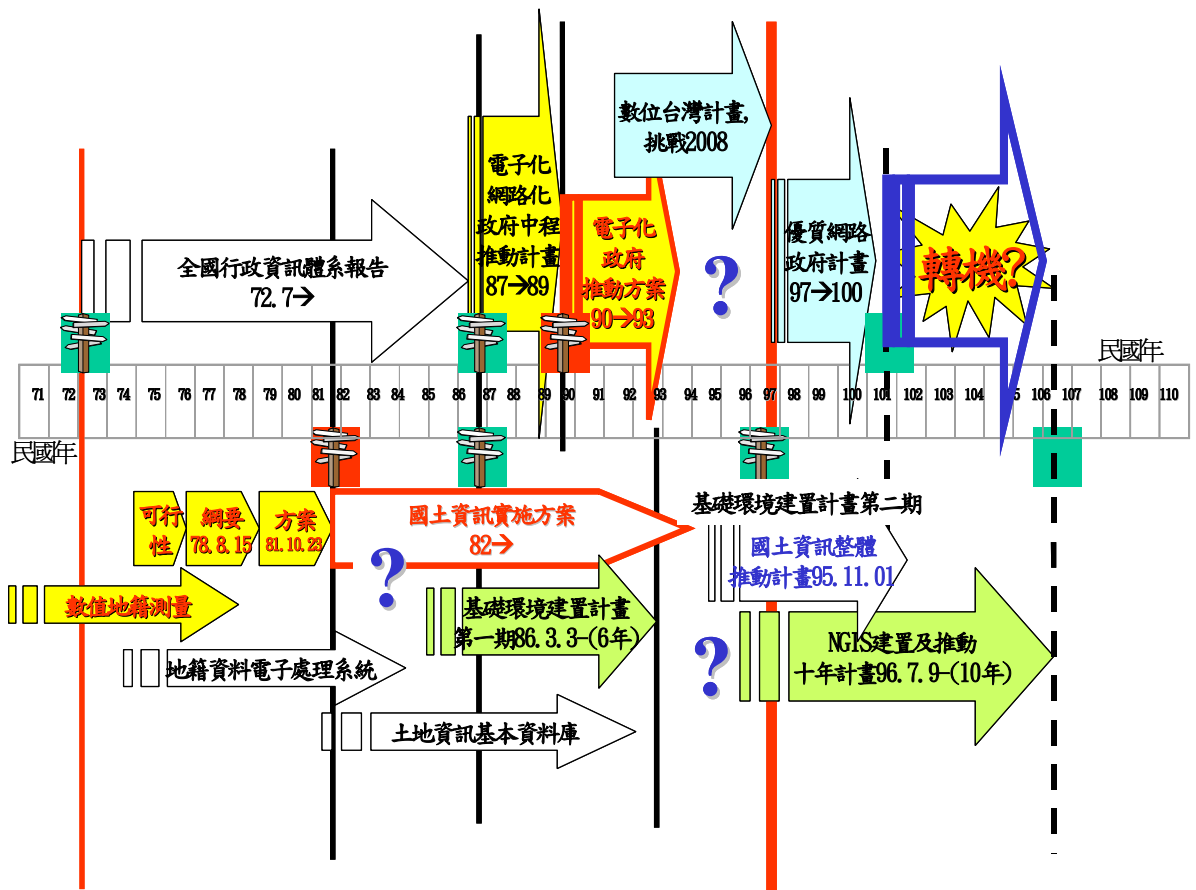 數位台灣計畫,
挑戰2008
電子化
網路化
政府中程
推動計畫
87→89
電子化
政府
推動方案
90→93
?
優質網路
政府計畫
97→100
轉機?
全國行政資訊體系報告
72.7→
民國年
71 72 73 74 75 76 77 78 79 80 81 82 83 84 85 86 87 88 89 90 91 92 93 94 95 96 97 98 99 100 101 102 103 104 105 106 107 108 109 110
民國年
可行
性
綱要
78.8.15
方案
81.10.23
國土資訊實施方案
82→
基礎環境建置計畫第二期
國土資訊整體
推動計畫95.11.01
?
數值地籍測量
基礎環境建置計畫
第一期86.3.3-(6年)
?
NGIS建置及推動
十年計畫96.7.9-(10年)
地籍資料電子處理系統
土地資訊基本資料庫